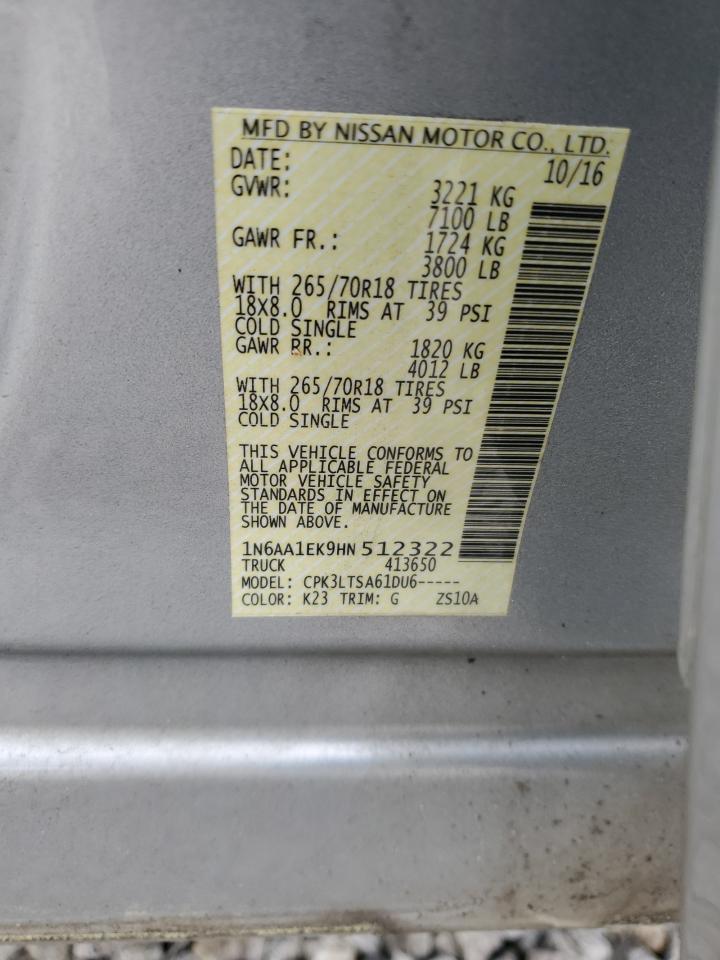 MFD BY NISSAN MOTOR CO., LTD.
DATE: 10/16
GVWR: 3221 KG
7100 LB
GAWR FR.: 1724 KG
3800 LB
WITH 265/70R18 TIRES
18X8.0 RIMS AT 39 PSI
COLD SINGLE
GAWR RR.: 1820 KG
4012 LB
WITH 265/70R18 TIRES
18X8.0 RIMS AT 39 PSI
COLD SINGLE
THIS VEHICLE CONFORMS TO
ALL APPLICABLE FEDERAL
MOTOR VEHICLE SAFETY
STANDARDS IN EFFECT ON
THE DATE OF MANUFACTURE
SHOWN ABOVE.
1N6AA1EK9HN512322
TRUCK 413650
MODEL: CPK3LTSA61DU6-----
COLOR: K23 TRIM: G ZS10A